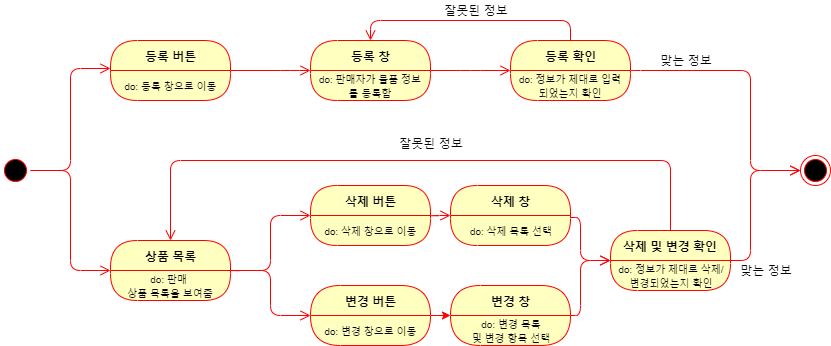 잘못된 정보
등록 버튼
do: 등록 창으로 이동
등록 창
do: 판매자가 물품 정보
를 등록함
등록 확인
do: 정보가 제대로 입력
되었는지 확인
맞는 정보
잘못된 정보
상품 목록
do: 판매
상품 목록을 보여줌
삭제 버튼
do: 삭제 창으로 이동
삭제 창
do: 삭제 목록 선택
변경 버튼
do: 변경 창으로 이동
변경 창
do: 변경 목록
및 변경 항목 선택
삭제 및 변경 확인
do: 정보가 제대로 삭제/
변경되었는지 확인
맞는 정보